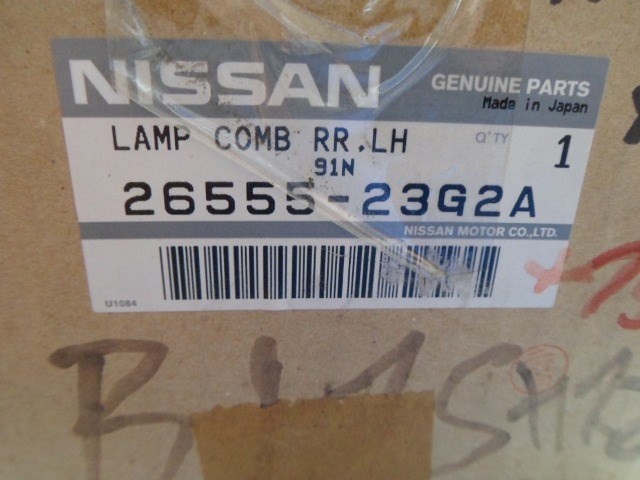 NISSAN GENUINE PARTS
Made in Japan
LAMP COMB RR,LH Q'TY 1
91N
26555-23G2A
NISSAN MOTOR CO.,LTD.
U1084